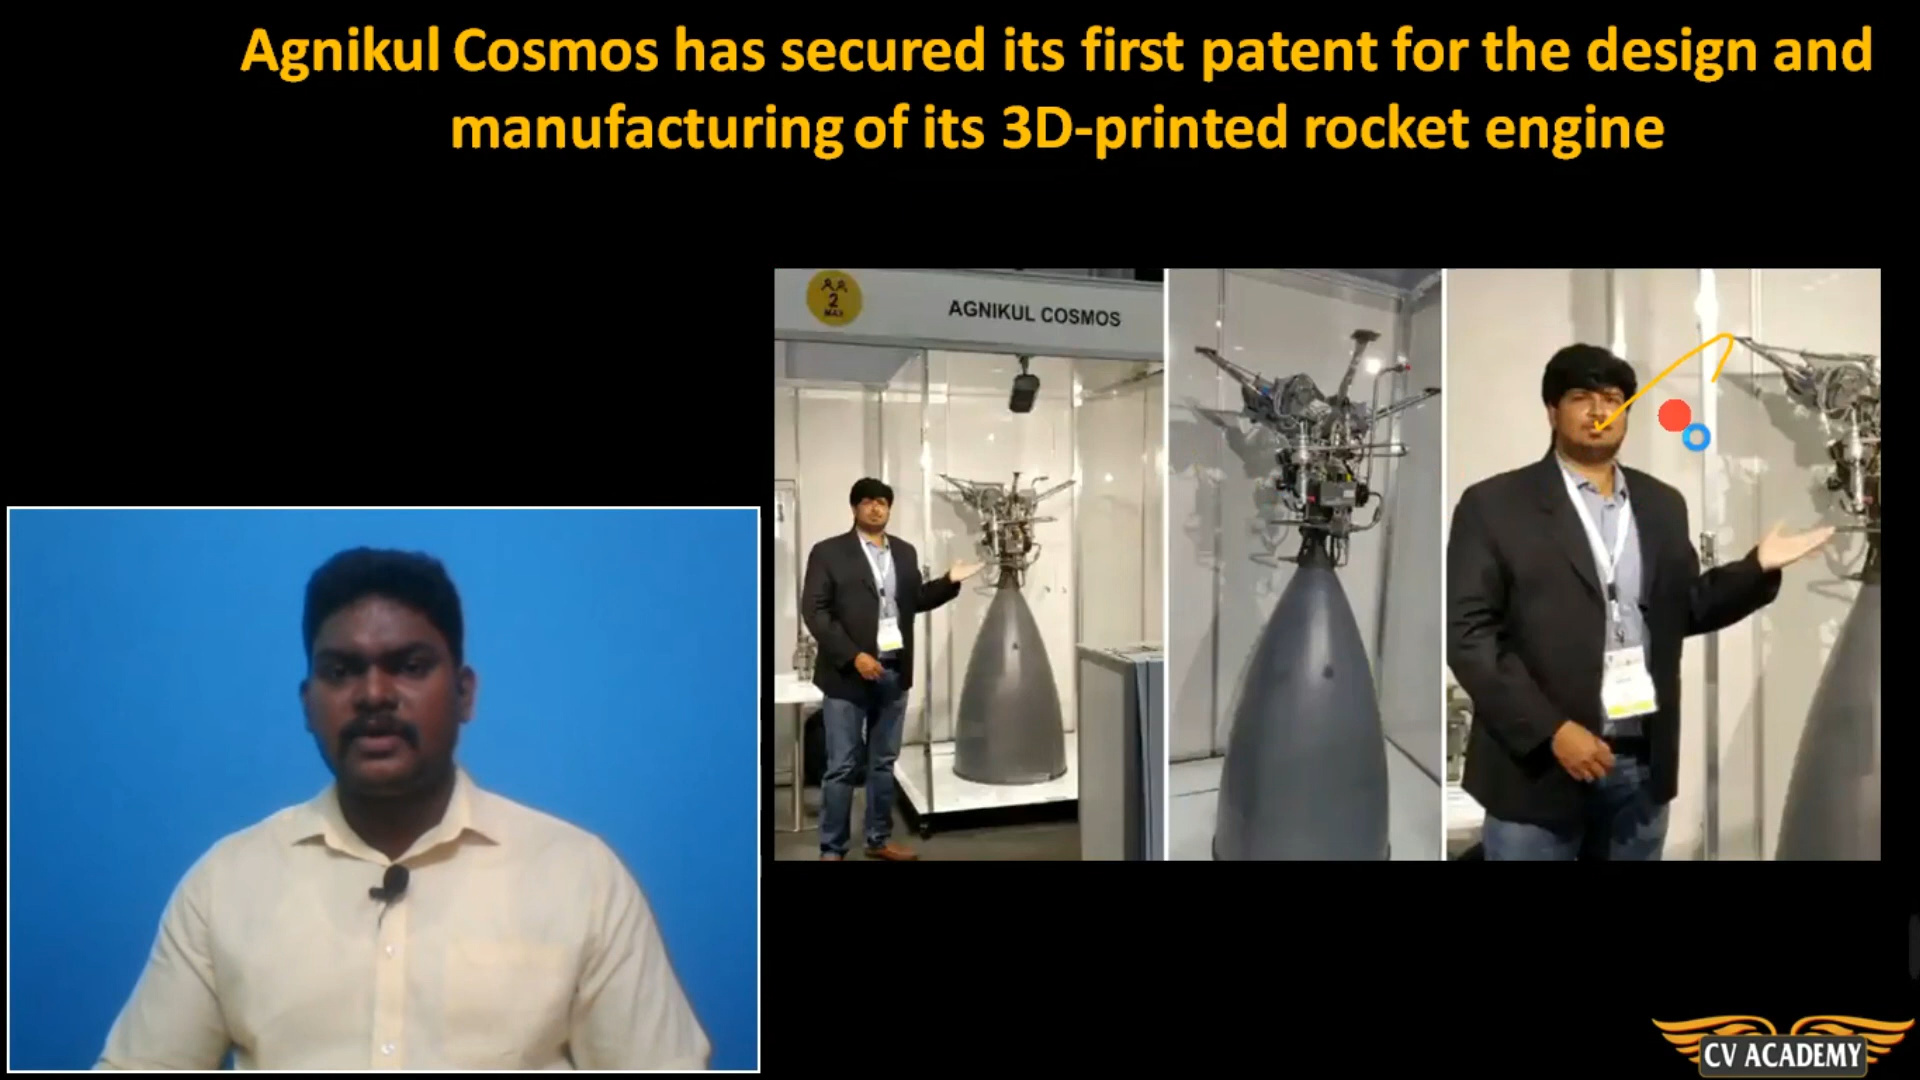 Agnikul Cosmos has secured its first patent for the design and
manufacturing of its 3D-printed rocket engine
2
MAX
AGNIKUL COSMOS
CV ACADEMY